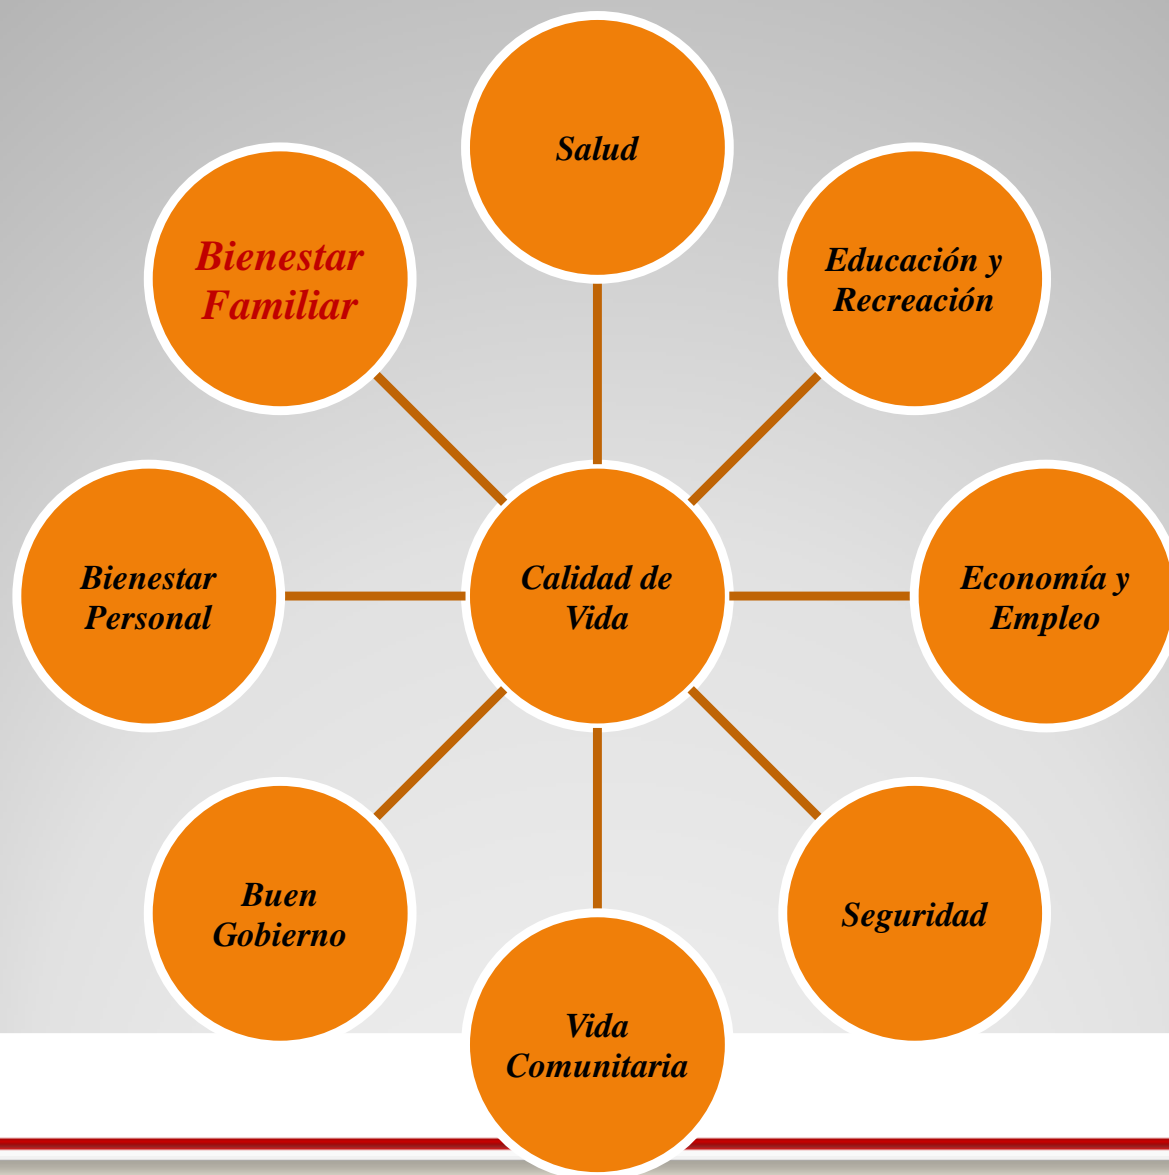 Salud
Bienestar
Familiar
Educación y
Recreación
Bienestar
Personal
Calidad de
Vida
Economía y
Empleo
Buen
Gobierno
Seguridad
Vida
Comunitaria